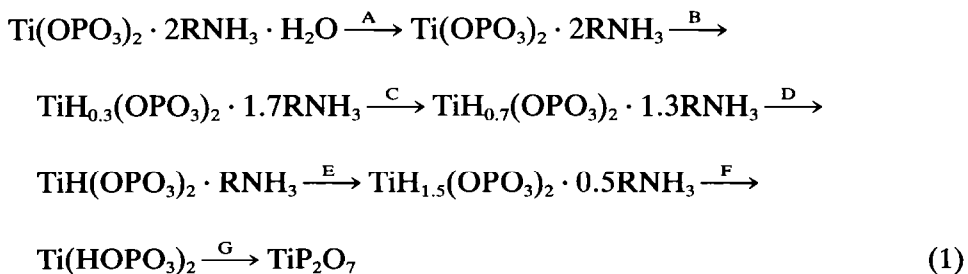 Ti(OPO₃)₂ · 2RNH₃ · H₂O —A→ Ti(OPO₃)₂ · 2RNH₃ —B→
TiH₀.₃(OPO₃)₂ · 1.7RNH₃ —C→ TiH₀.₇(OPO₃)₂ · 1.3RNH₃ —D→
TiH(OPO₃)₂ · RNH₃ —E→ TiH₁.₅(OPO₃)₂ · 0.5RNH₃ —F→
Ti(HOPO₃)₂ —G→ TiP₂O₇ (1)